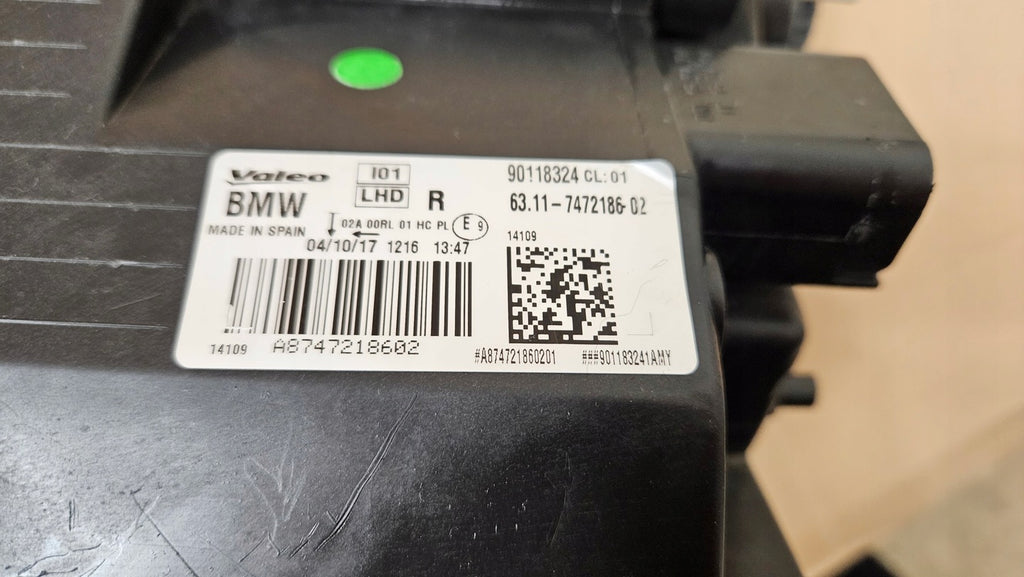 Valeo
I01
LHD
R
90118324 CL:01
BMW
63.11-7472186-02
MADE IN SPAIN
02A 00RL 01 HC PL E 9
04/10/17 1216 13:47
14109
14109
A8747218602
#A874721860201
###901183241AMY